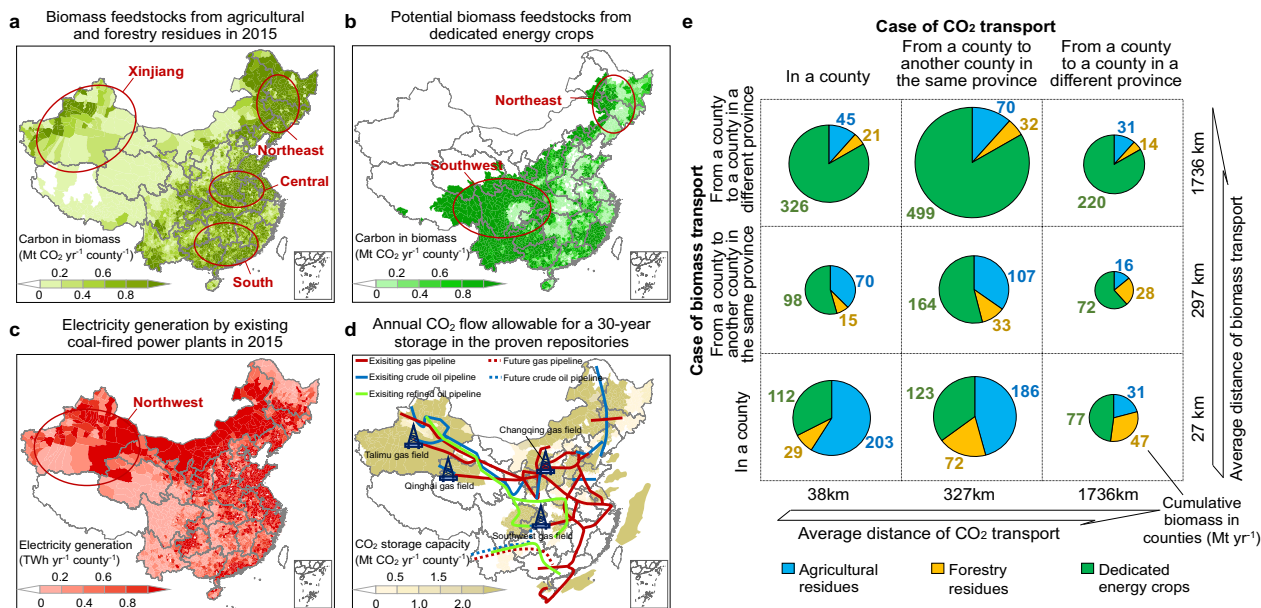 a
Biomass feedstocks from agricultural
and forestry residues in 2015
Xinjiang
Northeast
Central
South
Carbon in biomass
(Mt CO₂ yr⁻¹ county⁻¹)
0.2 0.6
0 0.4 0.8
b
Potential biomass feedstocks from
dedicated energy crops
Northeast
Southwest
Carbon in biomass
(Mt CO₂ yr⁻¹ county⁻¹)
0.2 0.6
0 0.4 0.8
c
Electricity generation by existing
coal-fired power plants in 2015
Northwest
Electricity generation
(TWh yr⁻¹ county⁻¹)
0.2 0.6
0 0.4 0.8
d
Annual CO₂ flow allowable for a 30-year
storage in the proven repositories
Exisiting gas pipeline
Future gas pipeline
Exisiting crude oil pipeline
Future crude oil pipeline
Exisiting refined oil pipeline
Changqing gas field
Talimu gas field
Qinghai gas field
Southwest gas field
CO₂ storage capacity
(Mt CO₂ yr⁻¹ county⁻¹)
0.5 1.5
0 1.0 2.0
e
Case of CO₂ transport
In a county
From a county to
another county in
the same province
From a county
to a county in a
different province
Case of biomass transport
From a county
to a county in a
different province
45
21
326
70
32
499
31
14
220
1736 km
From a county to
another county in
the same province
70
15
98
107
33
164
16
28
72
297 km
In a county
112
29
203
123
72
186
31
47
77
27 km
Average distance of biomass transport
38km
327km
1736km
Average distance of CO₂ transport
Cumulative
biomass in
counties (Mt yr⁻¹)
Agricultural
residues
Forestry
residues
Dedicated
energy crops